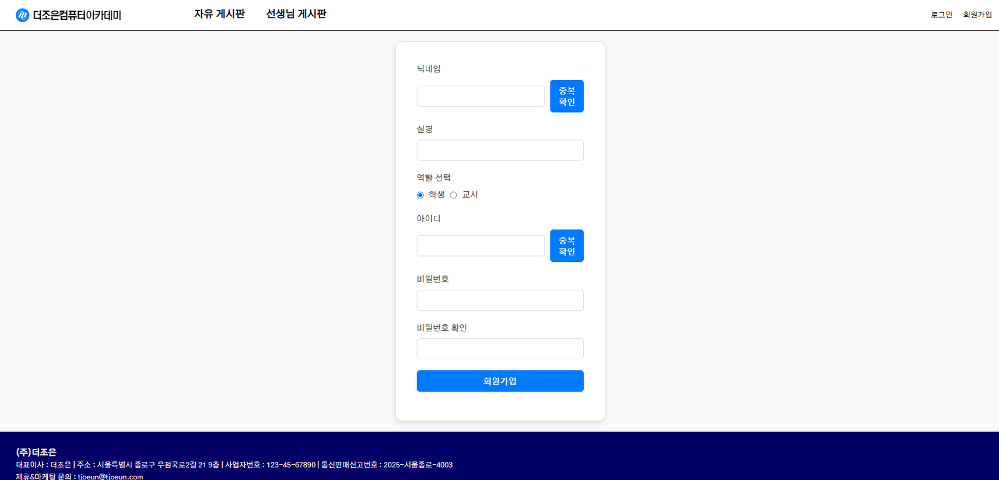 더조은컴퓨터아카데미
자유 게시판
선생님 게시판
로그인
회원가입
닉네임
중복
확인
실명
역할 선택
학생
교사
아이디
중복
확인
비밀번호
비밀번호 확인
회원가입
(주)더조은
대표이사 : 더조은 | 주소 : 서울특별시 종로구 우정국로2길 21 9층 | 사업자번호 : 123-45-67890 | 통신판매신고번호 : 2025-서울종로-4003
제휴&마케팅 문의 : tjoeun@tjoeun.com